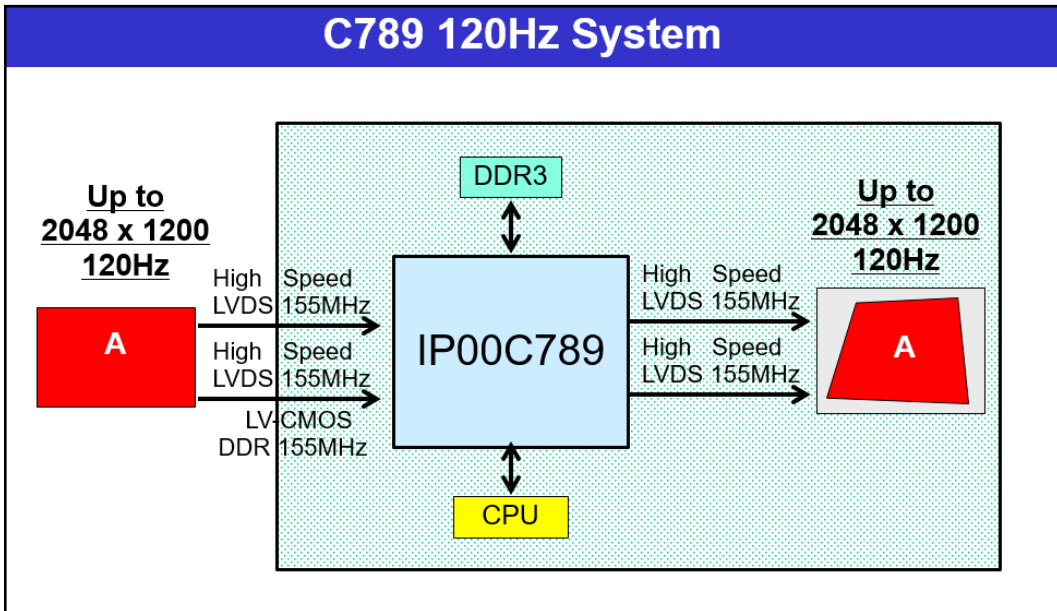 C789 120Hz System
DDR3
Up to
2048 x 1200
120Hz
Up to
2048 x 1200
120Hz
High Speed
LVDS 155MHz
A
High Speed
LVDS 155MHz
LV-CMOS
DDR 155MHz
IP00C789
High Speed
LVDS 155MHz
High Speed
LVDS 155MHz
A
CPU